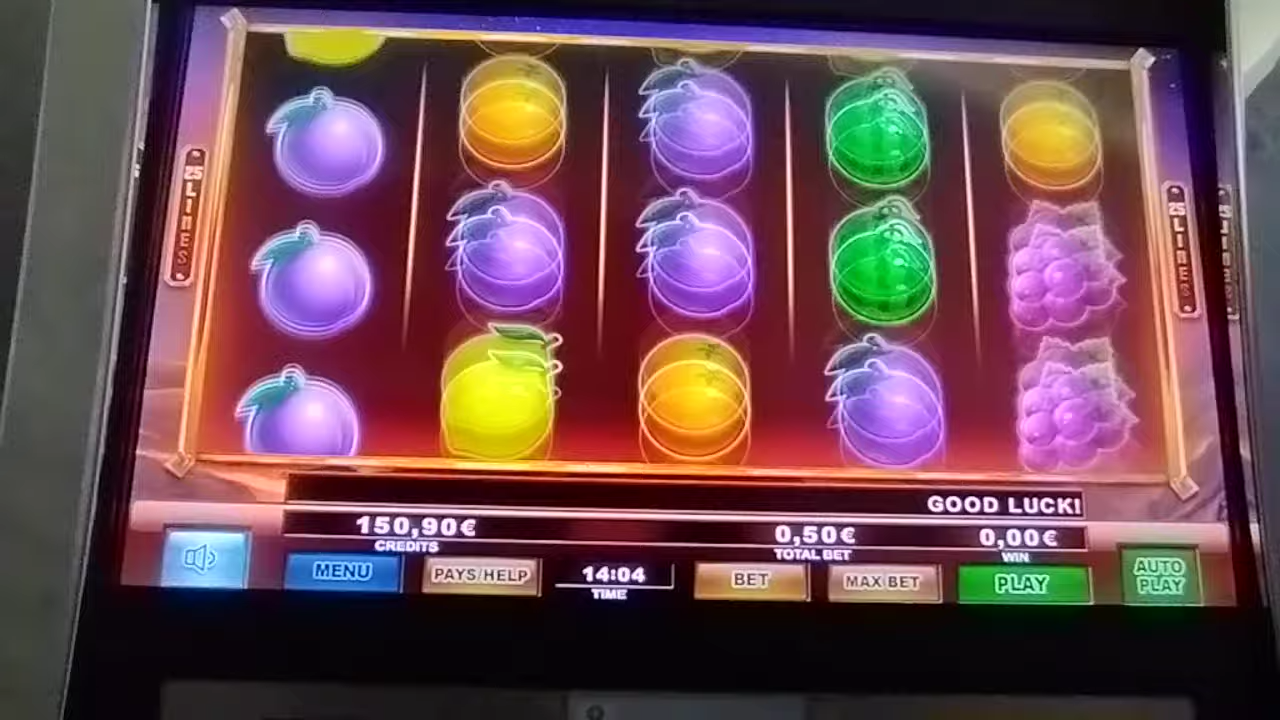 25 LINES
25 LINES
GOOD LUCK!
150,90€
CREDITS
0,50€
TOTAL BET
0,00€
WIN
MENU
PAYS/HELP
14:04
TIME
BET
MAX BET
PLAY
AUTO
PLAY